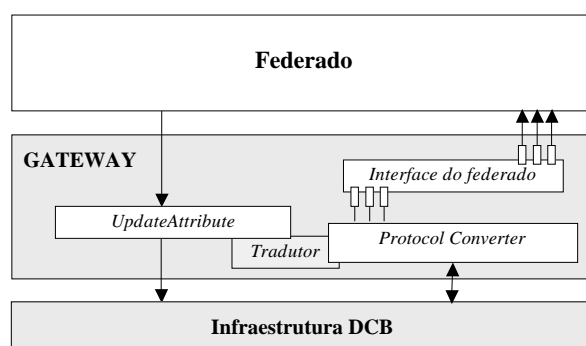 Federado
GATEWAY
Interface do federado
UpdateAttribute
Tradutor
Protocol Converter
Infraestrutura DCB